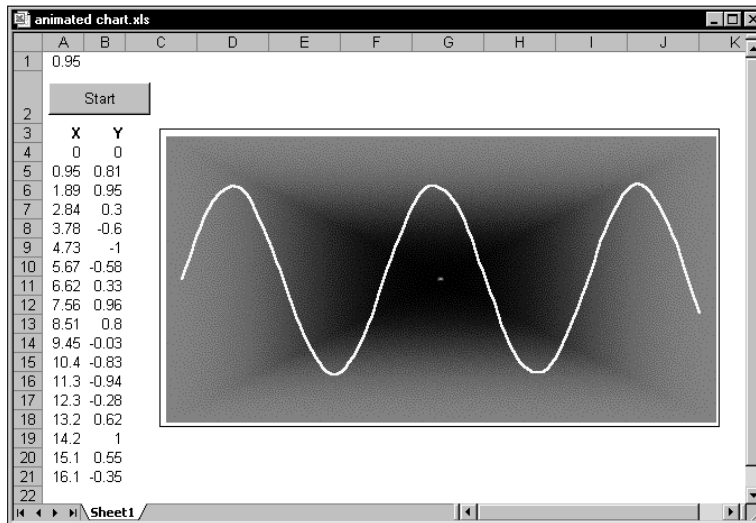 animated chart.xls
A B C D E F G H I J K
1 0.95
2 Start
3 X Y
4 0 0
5 0.95 0.81
6 1.89 0.95
7 2.84 0.3
8 3.78 -0.6
9 4.73 -1
10 5.67 -0.58
11 6.62 0.33
12 7.56 0.96
13 8.51 0.8
14 9.45 -0.03
15 10.4 -0.83
16 11.3 -0.94
17 12.3 -0.28
18 13.2 0.62
19 14.2 1
20 15.1 0.55
21 16.1 -0.35
22
Sheet1